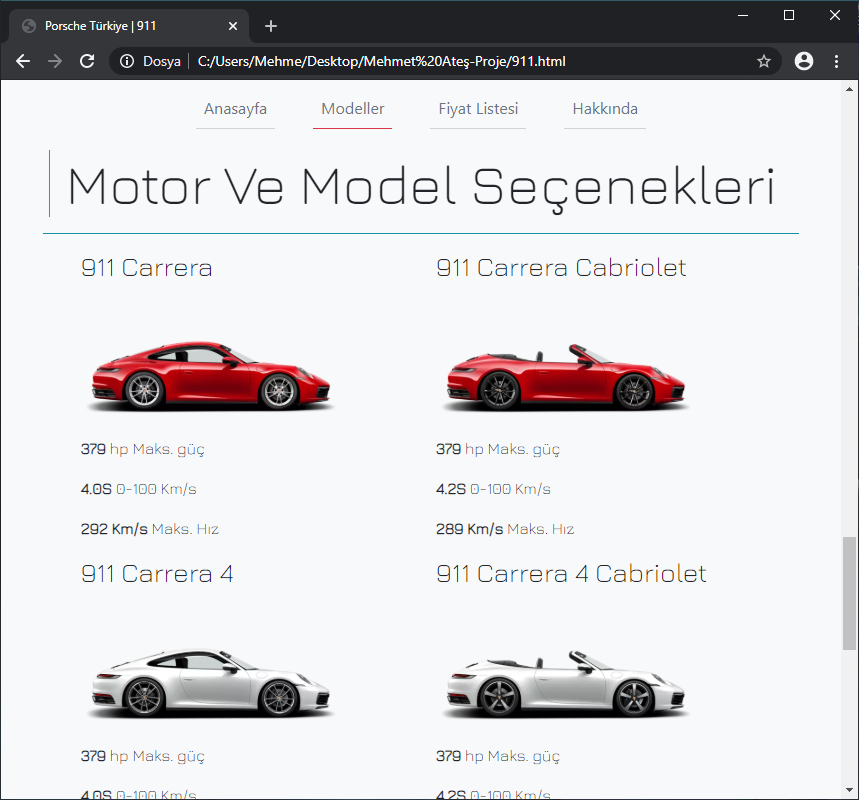 Porsche Türkiye | 911
Dosya C:/Users/Mehme/Desktop/Mehmet%20Ateş-Proje/911.html
Anasayfa Modeller Fiyat Listesi Hakkında
Motor Ve Model Seçenekleri
911 Carrera
379 hp Maks. güç
4.0S 0-100 Km/s
292 Km/s Maks. Hız
911 Carrera Cabriolet
379 hp Maks. güç
4.2S 0-100 Km/s
289 Km/s Maks. Hız
911 Carrera 4
379 hp Maks. güç
4.0S 0-100 Km/s
911 Carrera 4 Cabriolet
379 hp Maks. güç
4.2S 0-100 Km/s